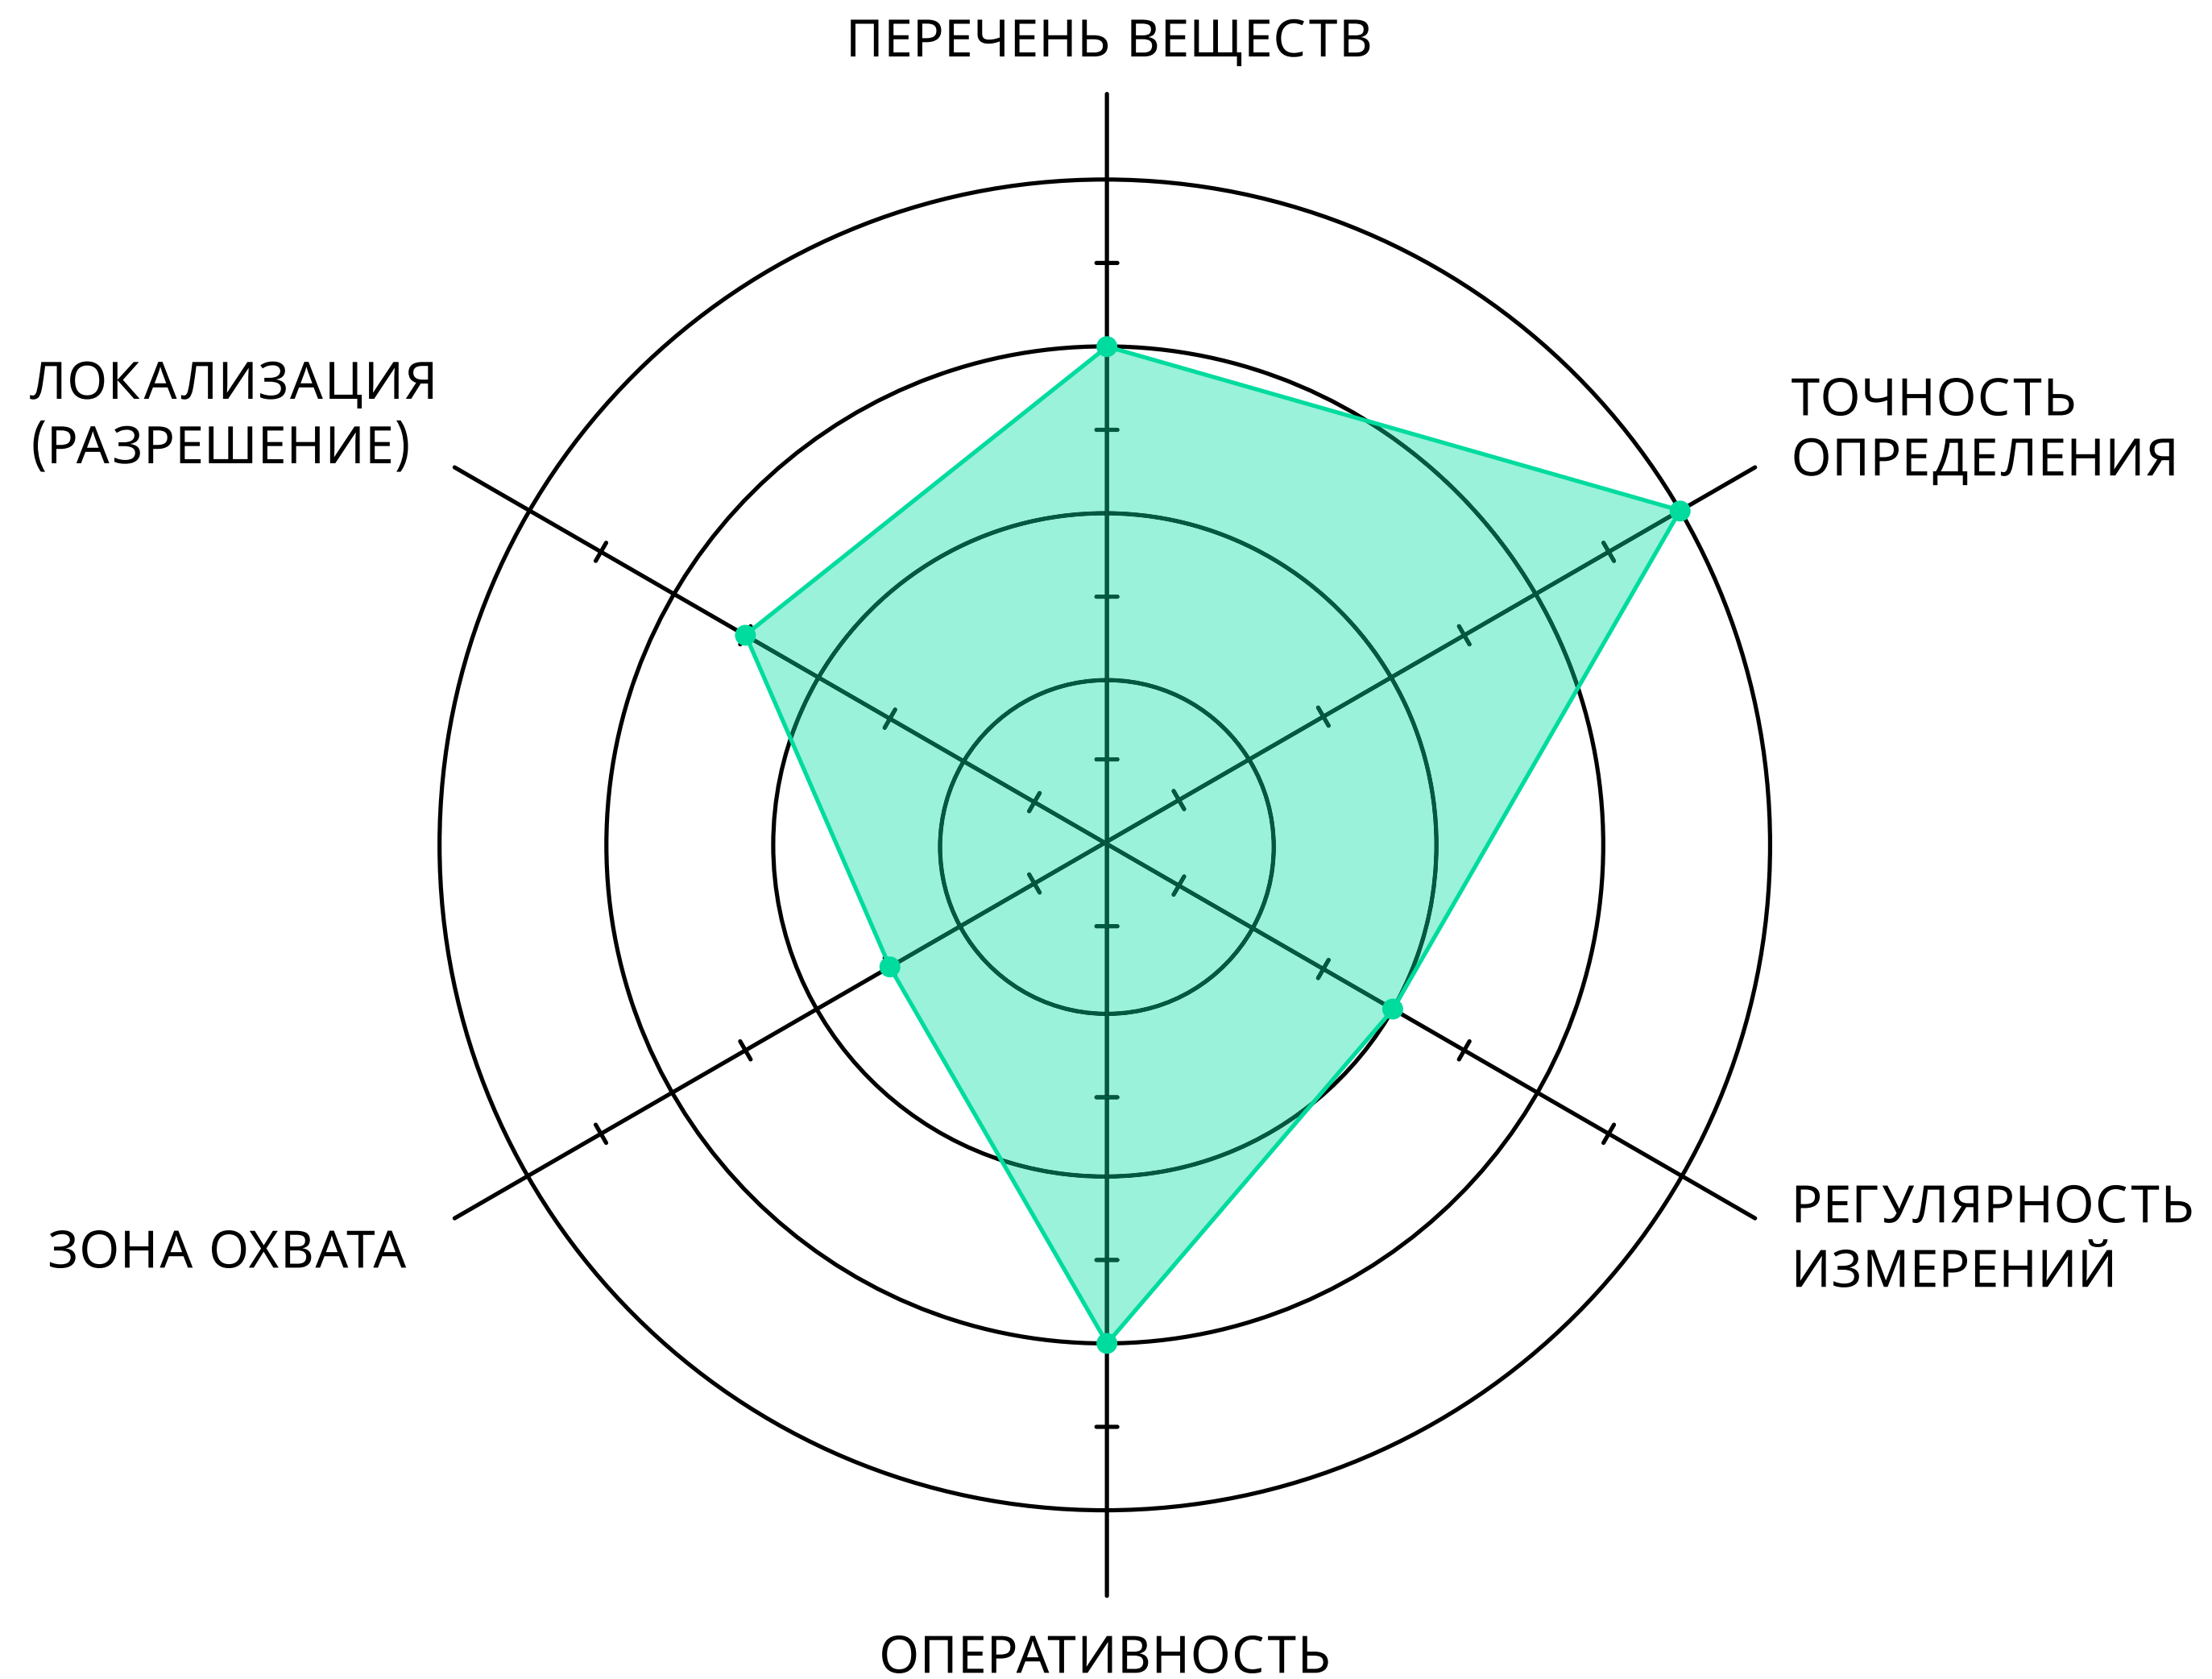 ПЕРЕЧЕНЬ ВЕЩЕСТВ
ЛОКАЛИЗАЦИЯ
(РАЗРЕШЕНИЕ)
ТОЧНОСТЬ
ОПРЕДЕЛЕНИЯ
ЗОНА ОХВАТА
РЕГУЛЯРНОСТЬ
ИЗМЕРЕНИЙ
ОПЕРАТИВНОСТЬ